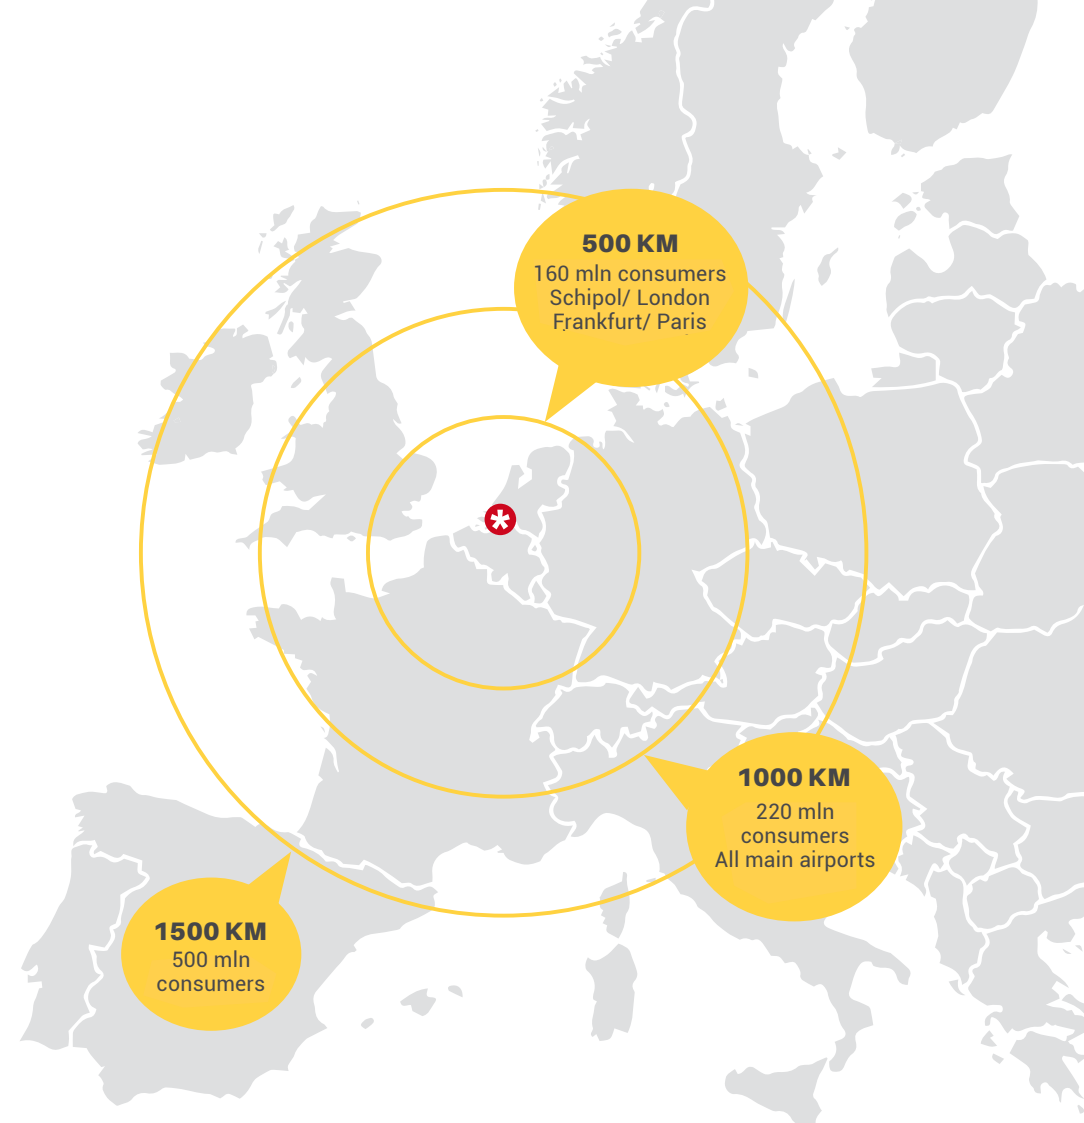 500 KM
160 mln consumers
Schipol/ London
Frankfurt/ Paris
1000 KM
220 mln
consumers
All main airports
1500 KM
500 mln
consumers